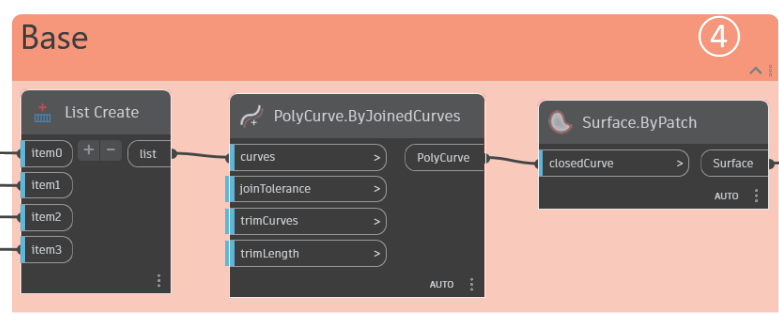 Base
④
List Create
item0 + − list
item1
item2
item3
PolyCurve.ByJoinedCurves
curves > PolyCurve
joinTolerance >
trimCurves >
trimLength >
AUTO
Surface.ByPatch
closedCurve > Surface
AUTO